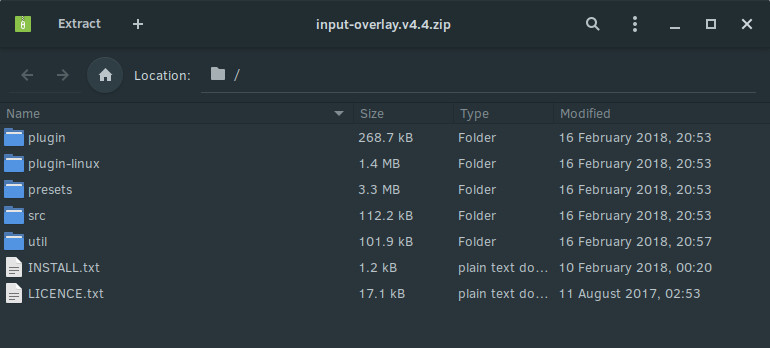 Extract + input-overlay.v4.4.zip
Location: /
Name Size Type Modified
plugin 268.7 kB Folder 16 February 2018, 20:53
plugin-linux 1.4 MB Folder 16 February 2018, 20:53
presets 3.3 MB Folder 16 February 2018, 20:53
src 112.2 kB Folder 16 February 2018, 20:53
util 101.9 kB Folder 16 February 2018, 20:57
INSTALL.txt 1.2 kB plain text do... 10 February 2018, 00:20
LICENCE.txt 17.1 kB plain text do... 11 August 2017, 02:53